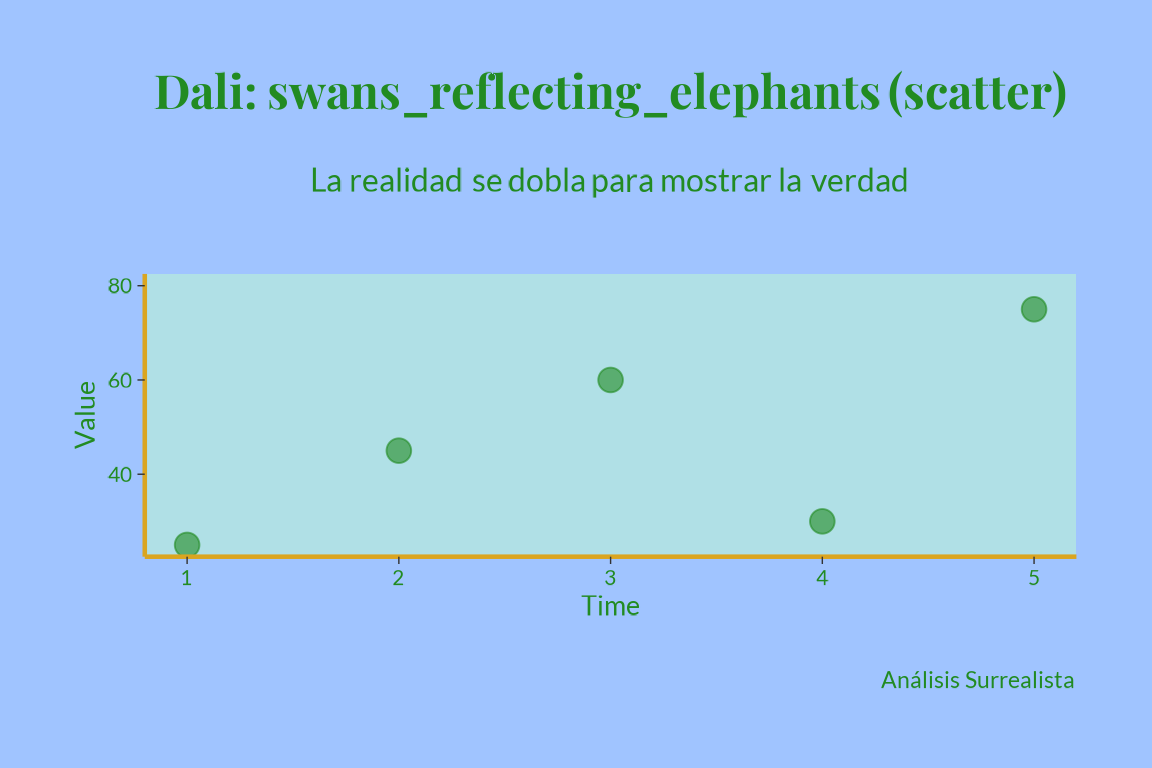 Dali: swans_reflecting_elephants (scatter)
La realidad se dobla para mostrar la verdad
80
60
40
Value
1 2 3 4 5
Time
Análisis Surrealista